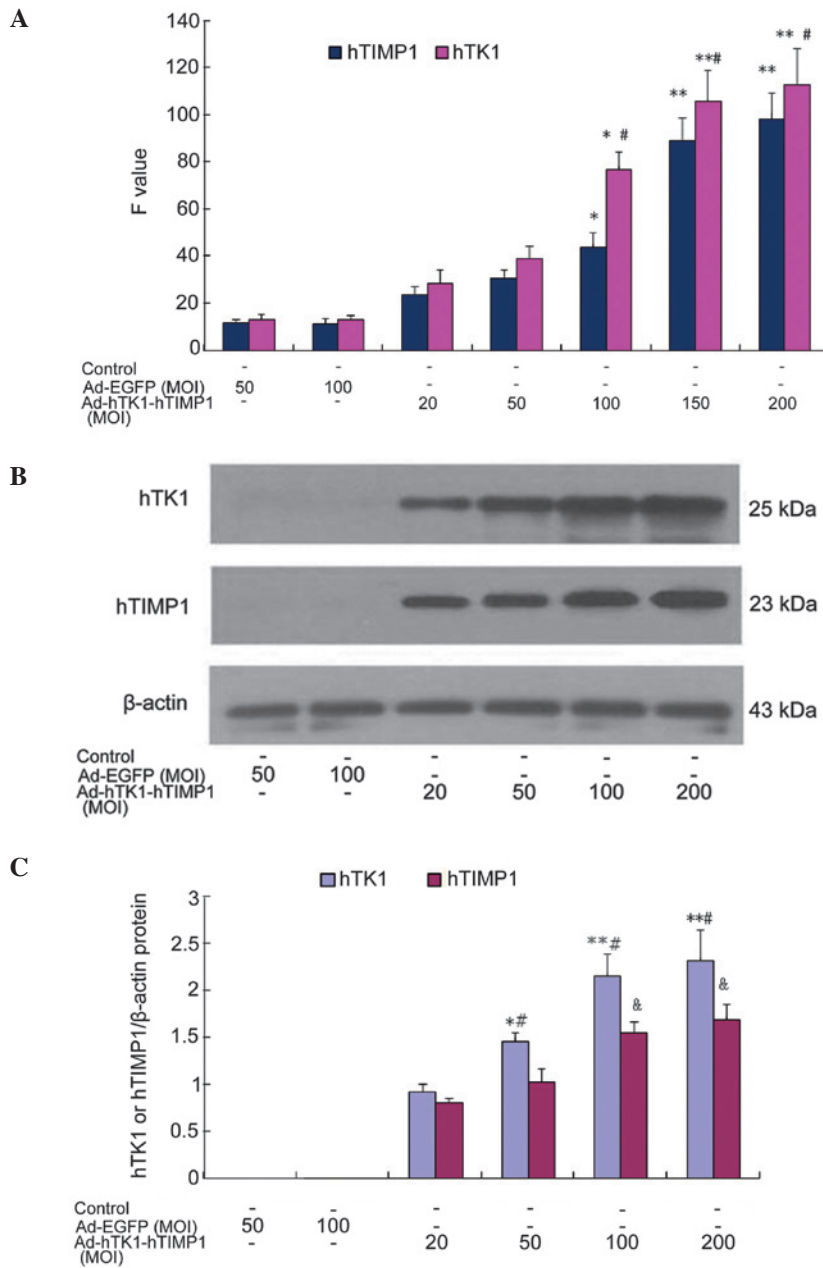 A
140
hTIMP1 hTK1
120
100
80
60
40
20
0
F value
* * # ** **# ** ** #
Control - - - - - - -
Ad-EGFP (MOI) 50 100 - - - - -
Ad-hTK1-hTIMP1 - - 20 50 100 150 200
(MOI)
B
hTK1 25 kDa
hTIMP1 23 kDa
β-actin 43 kDa
Control - - - - - -
Ad-EGFP (MOI) 50 100 - - - -
Ad-hTK1-hTIMP1 - - 20 50 100 200
(MOI)
C
hTK1 hTIMP1
3
2.5
2
1.5
1
0.5
0
hTK1 or hTIMP1/β-actin protein
*# **# & **# &
Control - - - - - -
Ad-EGFP (MOI) 50 100 - - - -
Ad-hTK1-hTIMP1 - - 20 50 100 200
(MOI)